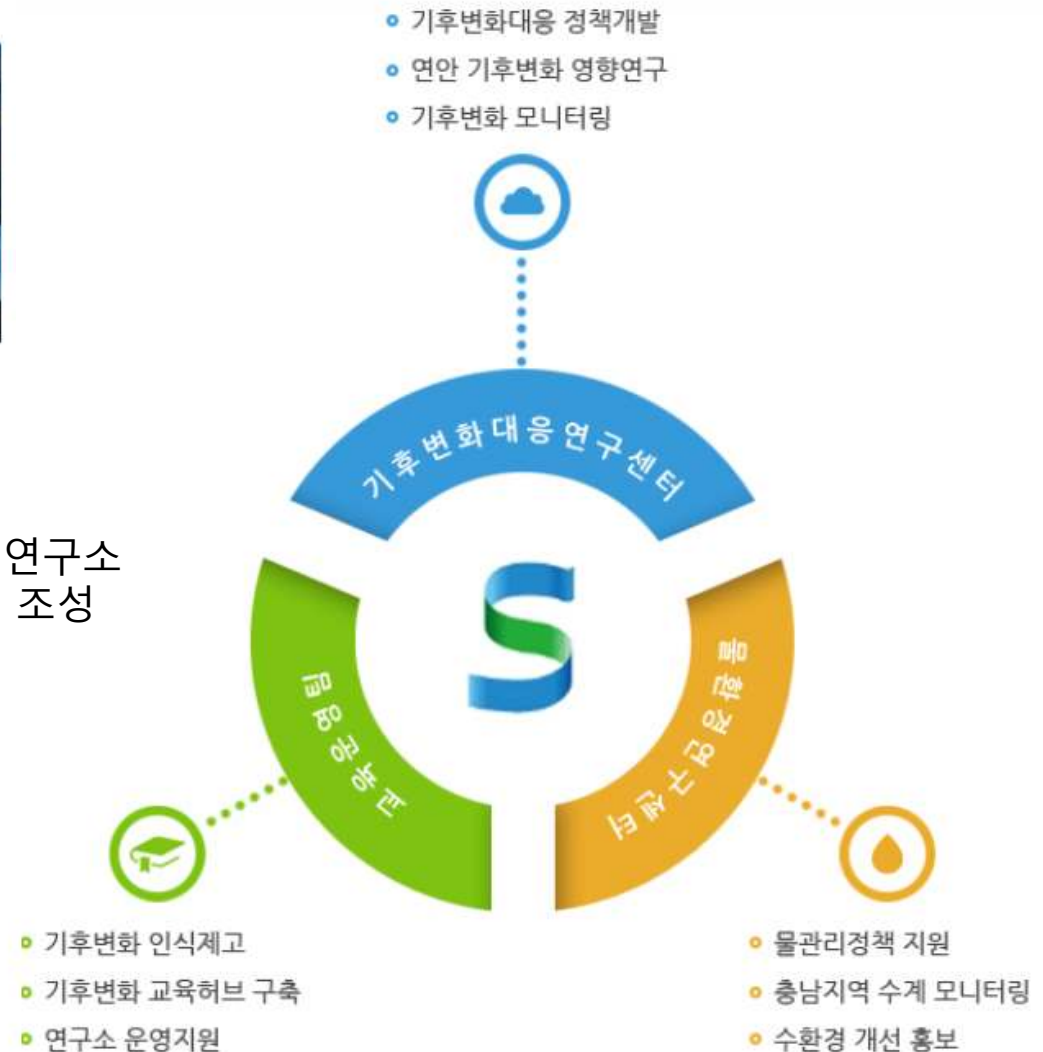 기후변화대응 정책개발
연안 기후변화 영향연구
기후변화 모니터링
기후변화대응연구센터
연구소
조성
S
교육운영팀
물환경연구센터
기후변화 인식제고
기후변화 교육허브 구축
연구소 운영지원
물관리정책 지원
충남지역 수계 모니터링
수환경 개선 홍보